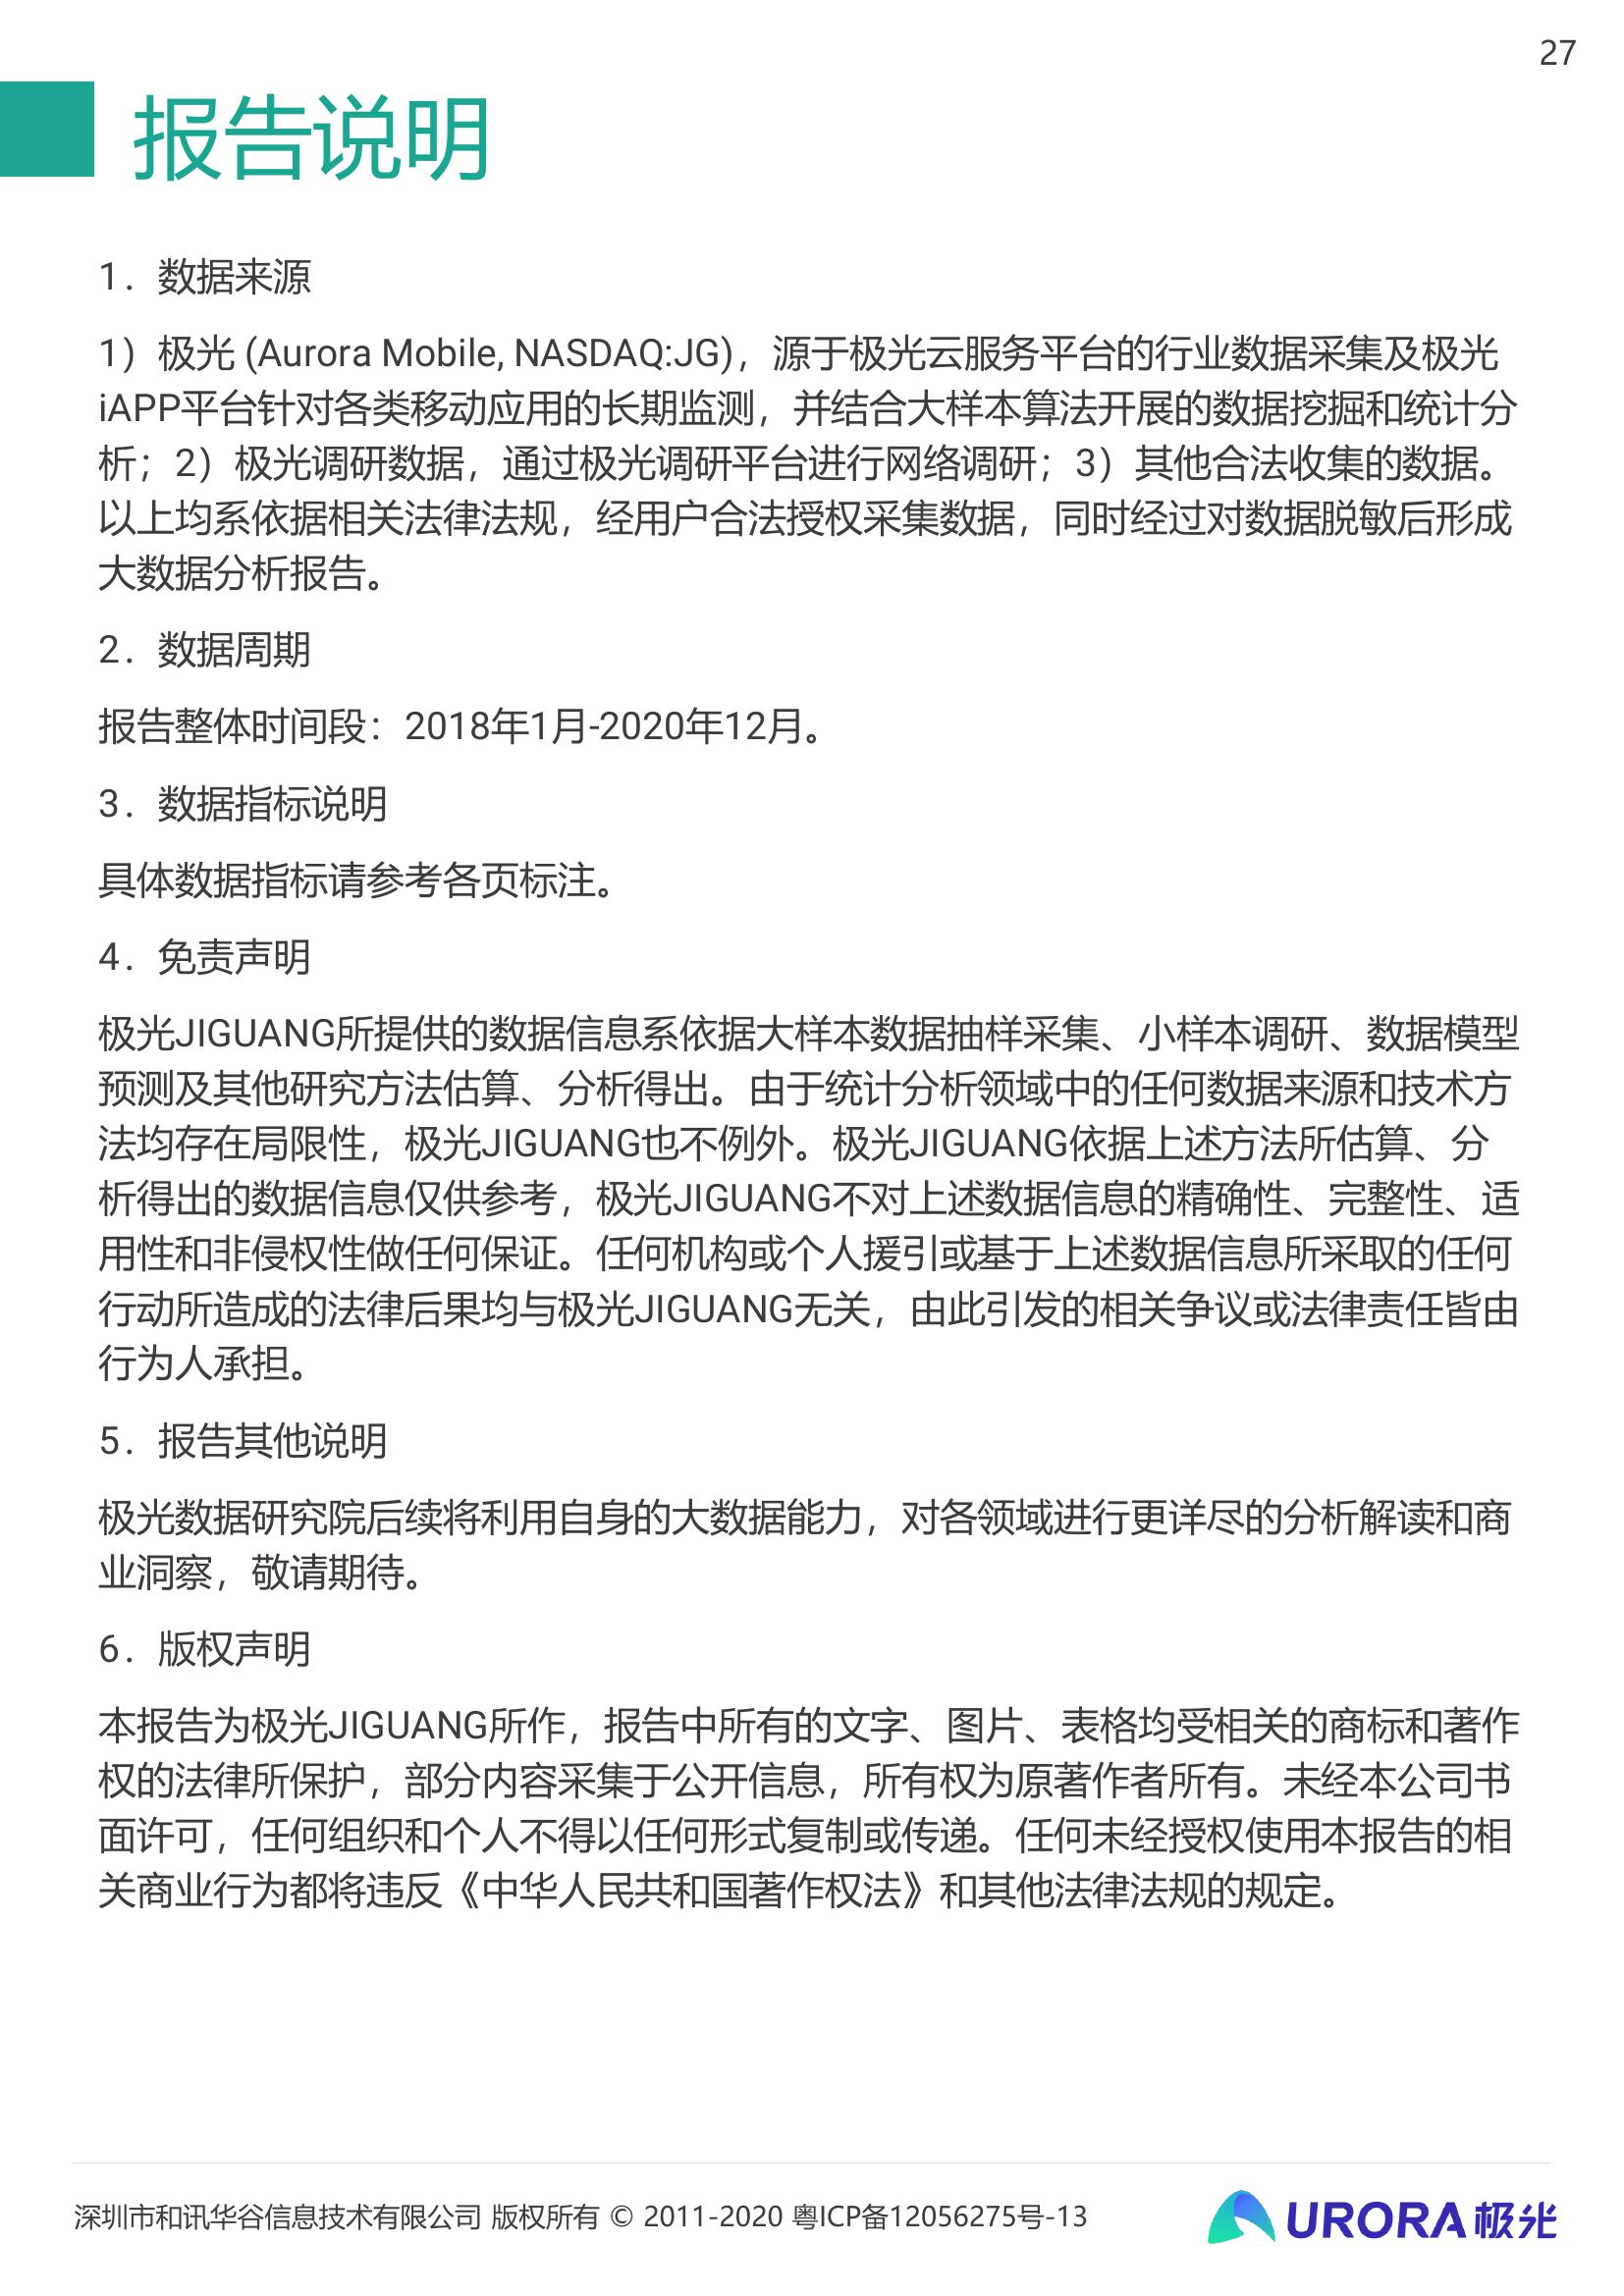 27
报告说明
1. 数据来源
1）极光 (Aurora Mobile, NASDAQ:JG)，源于极光云服务平台的行业数据采集及极光
iAPP平台针对各类移动应用的长期监测，并结合大样本算法开展的数据挖掘和统计分
析；2）极光调研数据，通过极光调研平台进行网络调研；3）其他合法收集的数据。
以上均系依据相关法律法规，经用户合法授权采集数据，同时经过对数据脱敏后形成
大数据分析报告。
2. 数据周期
报告整体时间段：2018年1月-2020年12月。
3. 数据指标说明
具体数据指标请参考各页标注。
4. 免责声明
极光JIGUANG所提供的数据信息系依据大样本数据抽样采集、小样本调研、数据模型
预测及其他研究方法估算、分析得出。由于统计分析领域中的任何数据来源和技术方
法均存在局限性，极光JIGUANG也不例外。极光JIGUANG依据上述方法所估算、分
析得出的数据信息仅供参考，极光JIGUANG不对上述数据信息的精确性、完整性、适
用性和非侵权性做任何保证。任何机构或个人援引或基于上述数据信息所采取的任何
行动所造成的法律后果均与极光JIGUANG无关，由此引发的相关争议或法律责任皆由
行为人承担。
5. 报告其他说明
极光数据研究院后续将利用自身的大数据能力，对各领域进行更详尽的分析解读和商
业洞察，敬请期待。
6. 版权声明
本报告为极光JIGUANG所作，报告中所有的文字、图片、表格均受相关的商标和著作
权的法律所保护，部分内容采集于公开信息，所有权为原著作者所有。未经本公司书
面许可，任何组织和个人不得以任何形式复制或传递。任何未经授权使用本报告的相
关商业行为都将违反《中华人民共和国著作权法》和其他法律法规的规定。
深圳市和讯华谷信息技术有限公司 版权所有 © 2011-2020 粤ICP备12056275号-13
URORA极光